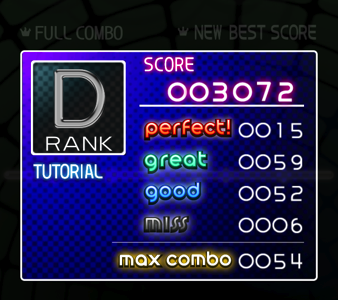 FULL COMBO
NEW BEST SCORE
SCORE
003072
D
RANK
TUTORIAL
perfect! 0015
great 0059
good 0052
miss 0006
max combo 0054